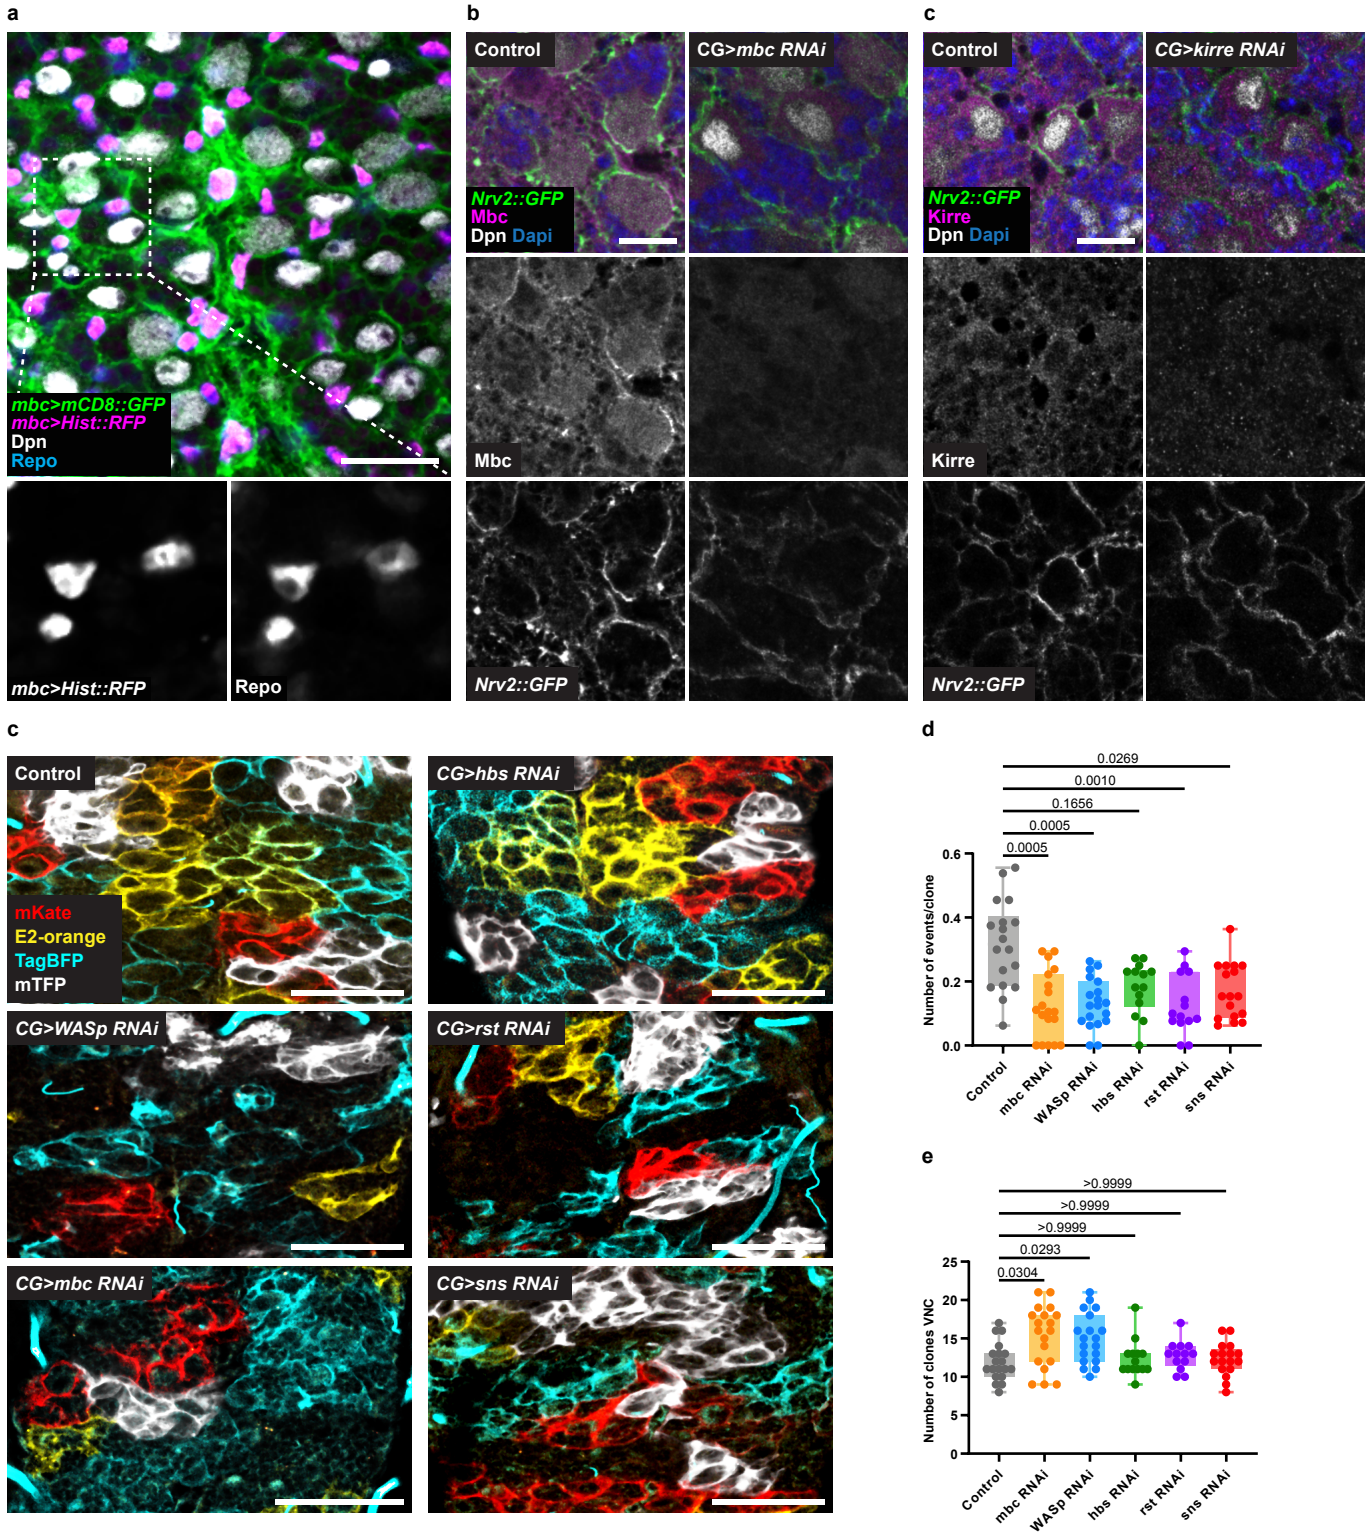 a
mbc>mCD8::GFP
mbc>Hist::RFP
Dpn
Repo
mbc>Hist::RFP
Repo
b
Control
CG>mbc RNAi
Nrv2::GFP
Mbc
Dpn Dapi
Mbc
Nrv2::GFP
c
Control
CG>kirre RNAi
Nrv2::GFP
Kirre
Dpn Dapi
Kirre
Nrv2::GFP
c
Control
mKate
E2-orange
TagBFP
mTFP
CG>hbs RNAi
CG>WASp RNAi
CG>rst RNAi
CG>mbc RNAi
CG>sns RNAi
d
0.0269
0.0010
0.1656
0.0005
0.0005
Number of events/clone
0.6
0.4
0.2
0.0
Control
mbc RNAi
WASp RNAi
hbs RNAi
rst RNAi
sns RNAi
e
>0.9999
>0.9999
>0.9999
0.0293
0.0304
Number of clones VNC
25
20
15
10
5
0
Control
mbc RNAi
WASp RNAi
hbs RNAi
rst RNAi
sns RNAi